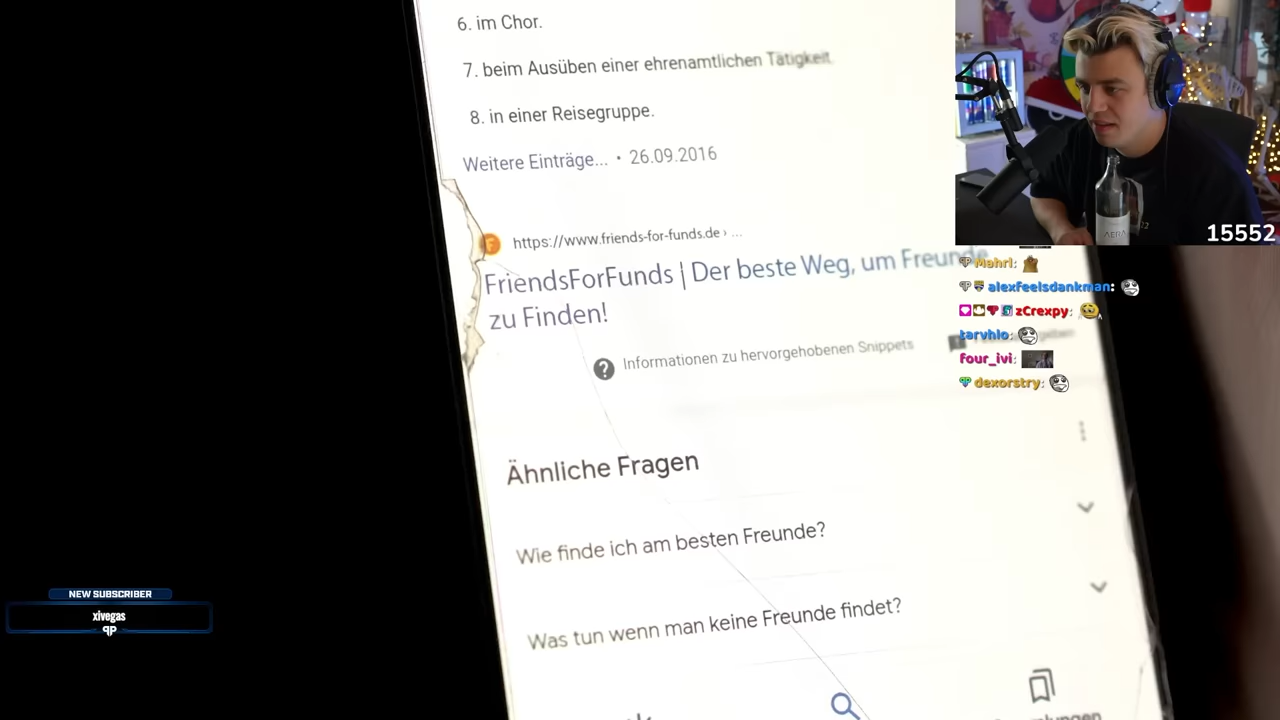 6. im Chor.
7. beim Ausüben einer ehrenamtlichen Tätigkeit.
8. in einer Reisegruppe.
Weitere Einträge... • 26.09.2016
https://www.friends-for-funds.de › ...
FriendsForFunds | Der beste Weg, um Freunde
zu Finden!
Informationen zu hervorgehobenen Snippets
Ähnliche Fragen
Wie finde ich am besten Freunde?
Was tun wenn man keine Freunde findet?
15552
Mahrl:
alexfeelsdankman:
zCrexpy:
tarvhlo:
four_ivi:
dexorstry:
NEW SUBSCRIBER
xivegas